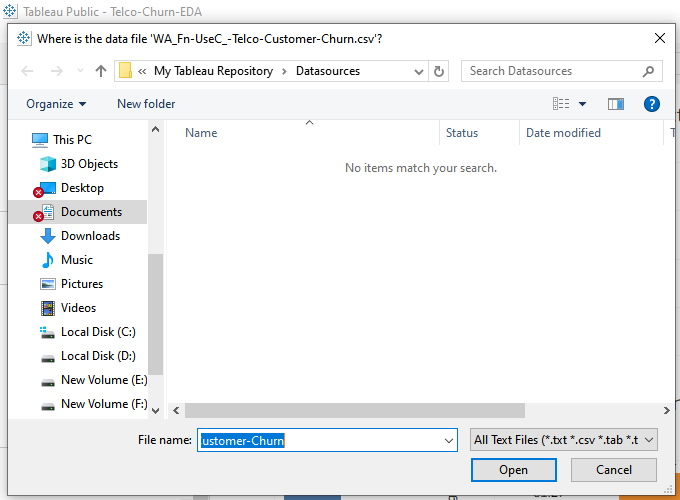 Tableau Public - Telco-Churn-EDA
Where is the data file 'WA_Fn-UseC_-Telco-Customer-Churn.csv'?
« My Tableau Repository > Datasources
Search Datasources
Organize
New folder
?
Name Status Date modified T
No items match your search.
This PC
3D Objects
Desktop
Documents
Downloads
Music
Pictures
Videos
Local Disk (C:)
Local Disk (D:)
New Volume (E:)
New Volume (F:)
File name: ustomer-Churn All Text Files (*.txt *.csv *.tab *.t
Open Cancel